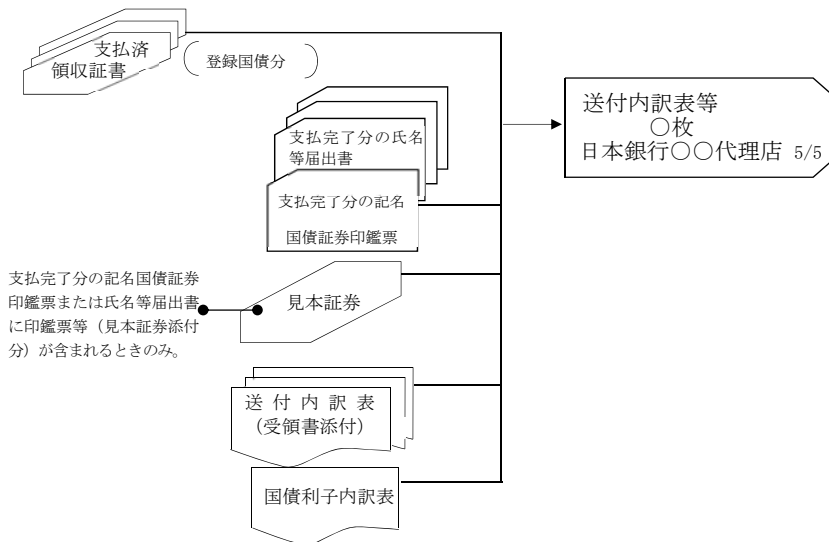 支払済
領収証書
登録国債分
支払完了分の氏名
等届出書
支払完了分の記名
国債証券印鑑票
送付内訳表等
○枚
日本銀行○○代理店 5/5
支払完了分の記名国債証券
印鑑票または氏名等届出書
に印鑑票等（見本証券添付
分）が含まれるときのみ。
見本証券
送付内訳表
（受領書添付）
国債利子内訳表